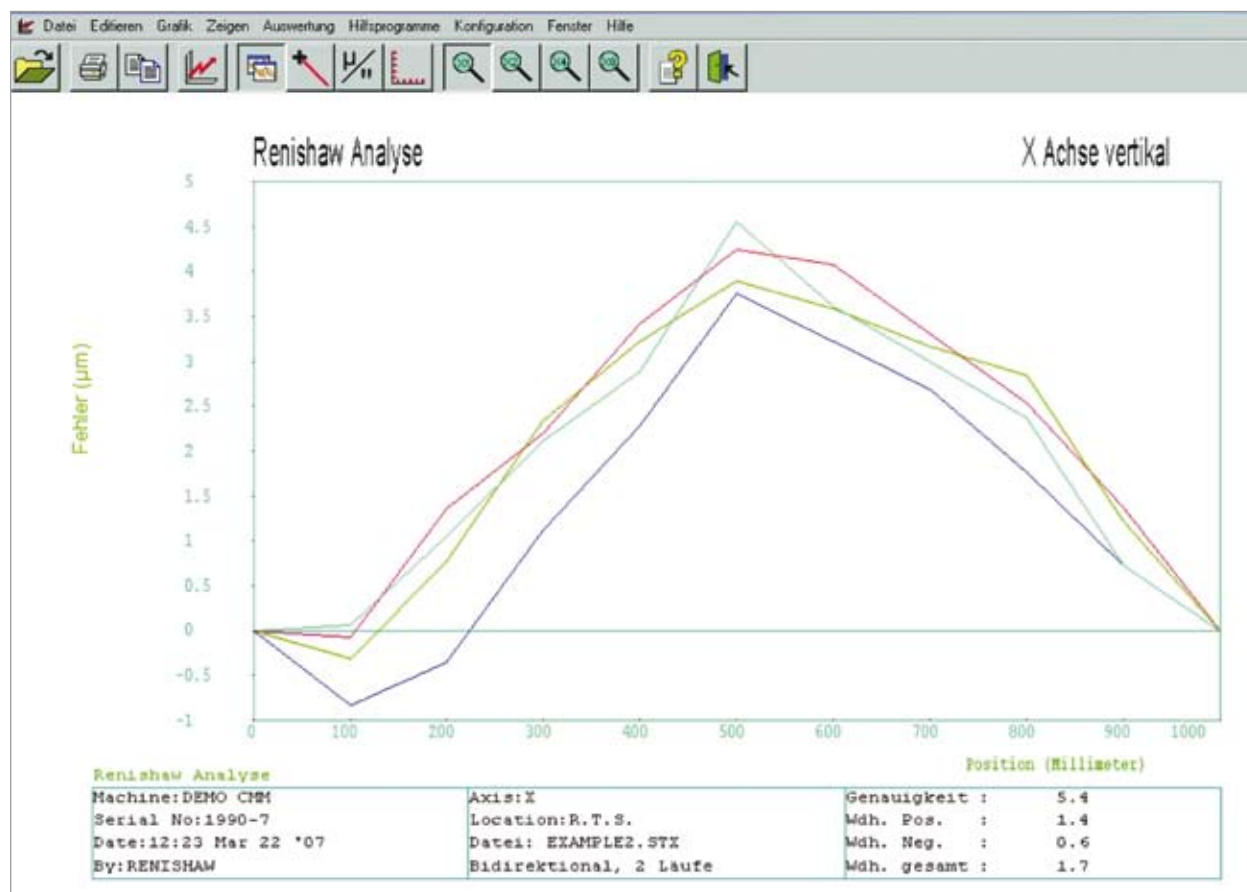 Datei Editieren Grafik Zeigen Auswertung Hilfsprogramme Konfiguration Fenster Hilfe
Renishaw Analyse X Achse vertikal
5
4.5
4
3.5
3
2.5
2
1.5
1
0.5
0
-0.5
-1
Fehler (µm)
0 100 200 300 400 500 600 700 800 900 1000
Position (Millimeter)
Renishaw Analyse
Machine:DEMO CMM Axis:X Genauigkeit : 5.4
Serial No:1990-7 Location:R.T.S. Wdh. Pos. : 1.4
Date:12:23 Mar 22 '07 Datei: EXAMPLE2.STX Wdh. Neg. : 0.6
By:RENISHAW Bidirektional, 2 Läufe Wdh. gesamt : 1.7